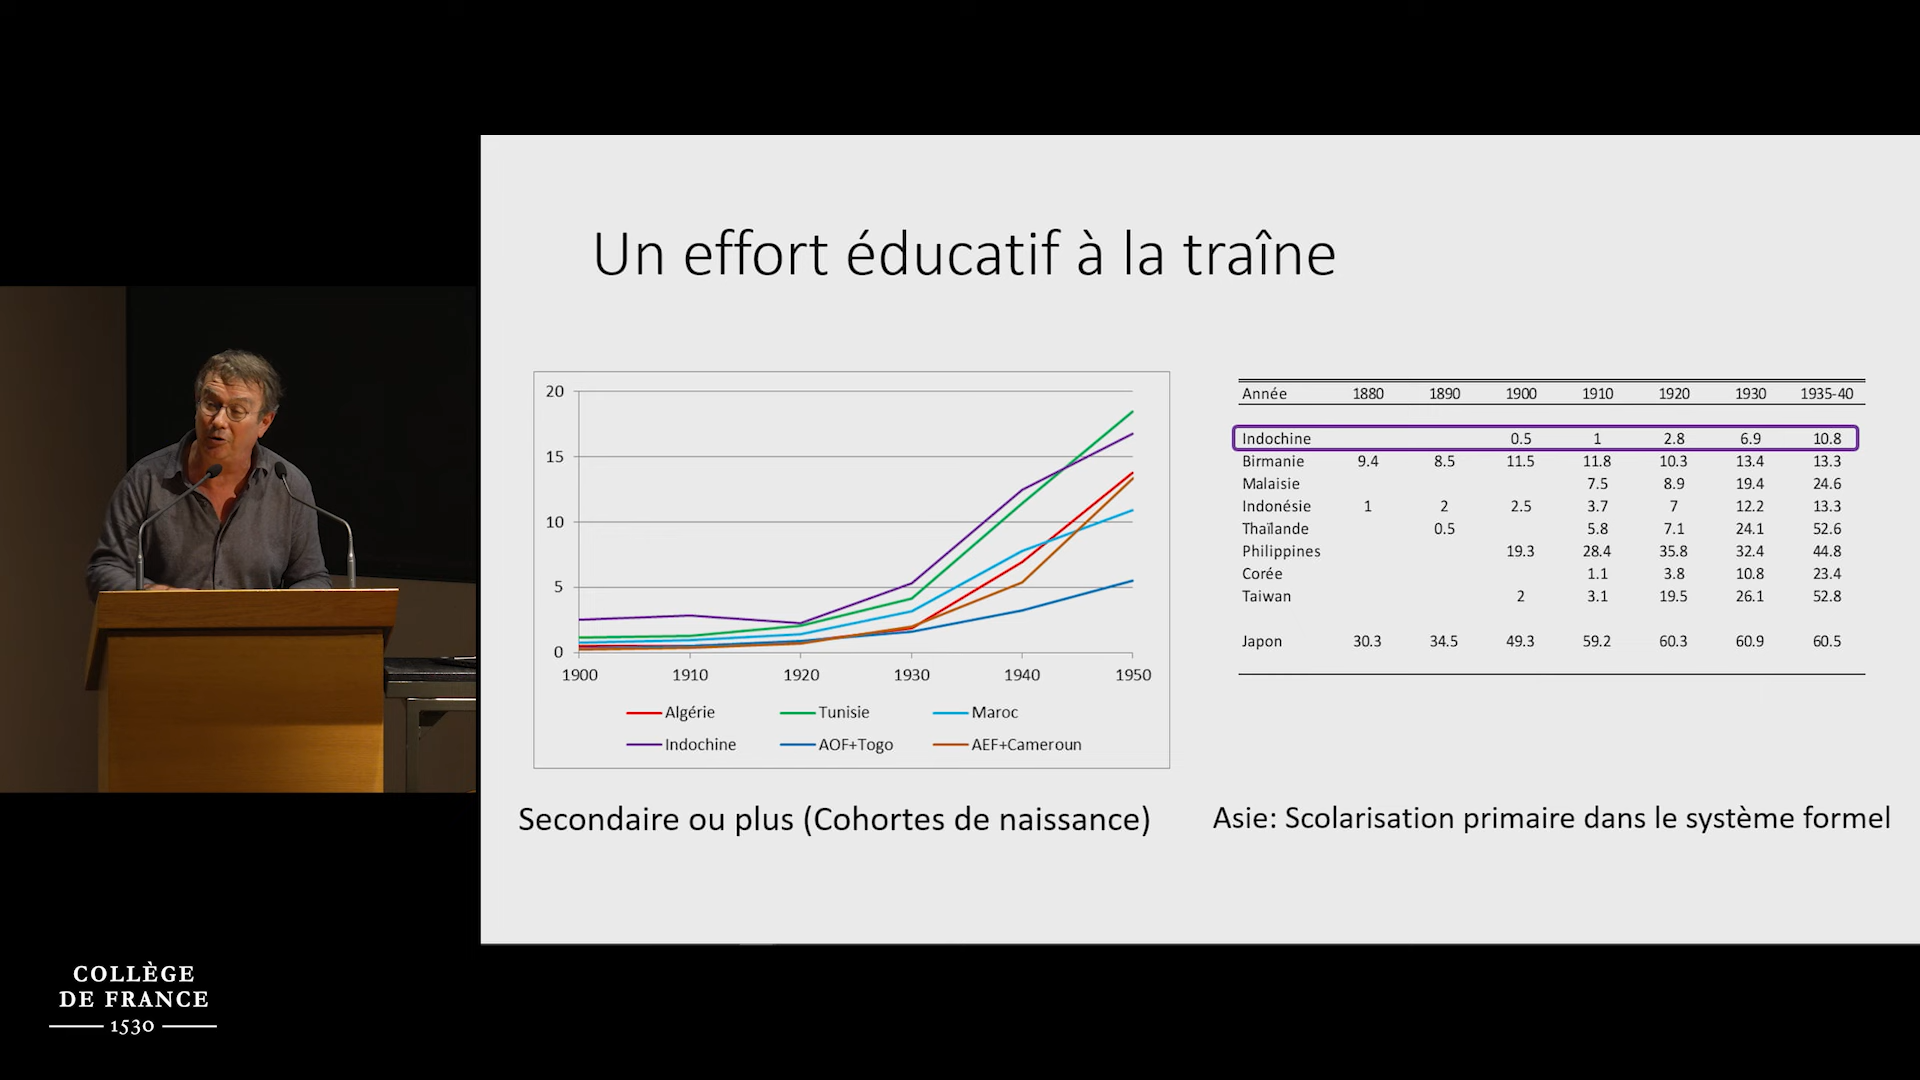 Un effort éducatif à la traîne
20
15
10
5
0
1900 1910 1920 1930 1940 1950
Algérie Tunisie Maroc
Indochine AOF+Togo AEF+Cameroun
Secondaire ou plus (Cohortes de naissance)
Année 1880 1890 1900 1910 1920 1930 1935-40
Indochine 0.5 1 2.8 6.9 10.8
Birmanie 9.4 8.5 11.5 11.8 10.3 13.4 13.3
Malaisie 7.5 8.9 19.4 24.6
Indonésie 1 2 2.5 3.7 7 12.2 13.3
Thaïlande 0.5 5.8 7.1 24.1 52.6
Philippines 19.3 28.4 35.8 32.4 44.8
Corée 1.1 3.8 10.8 23.4
Taiwan 2 3.1 19.5 26.1 52.8
Japon 30.3 34.5 49.3 59.2 60.3 60.9 60.5
Asie: Scolarisation primaire dans le système formel
COLLÈGE
DE FRANCE
1530